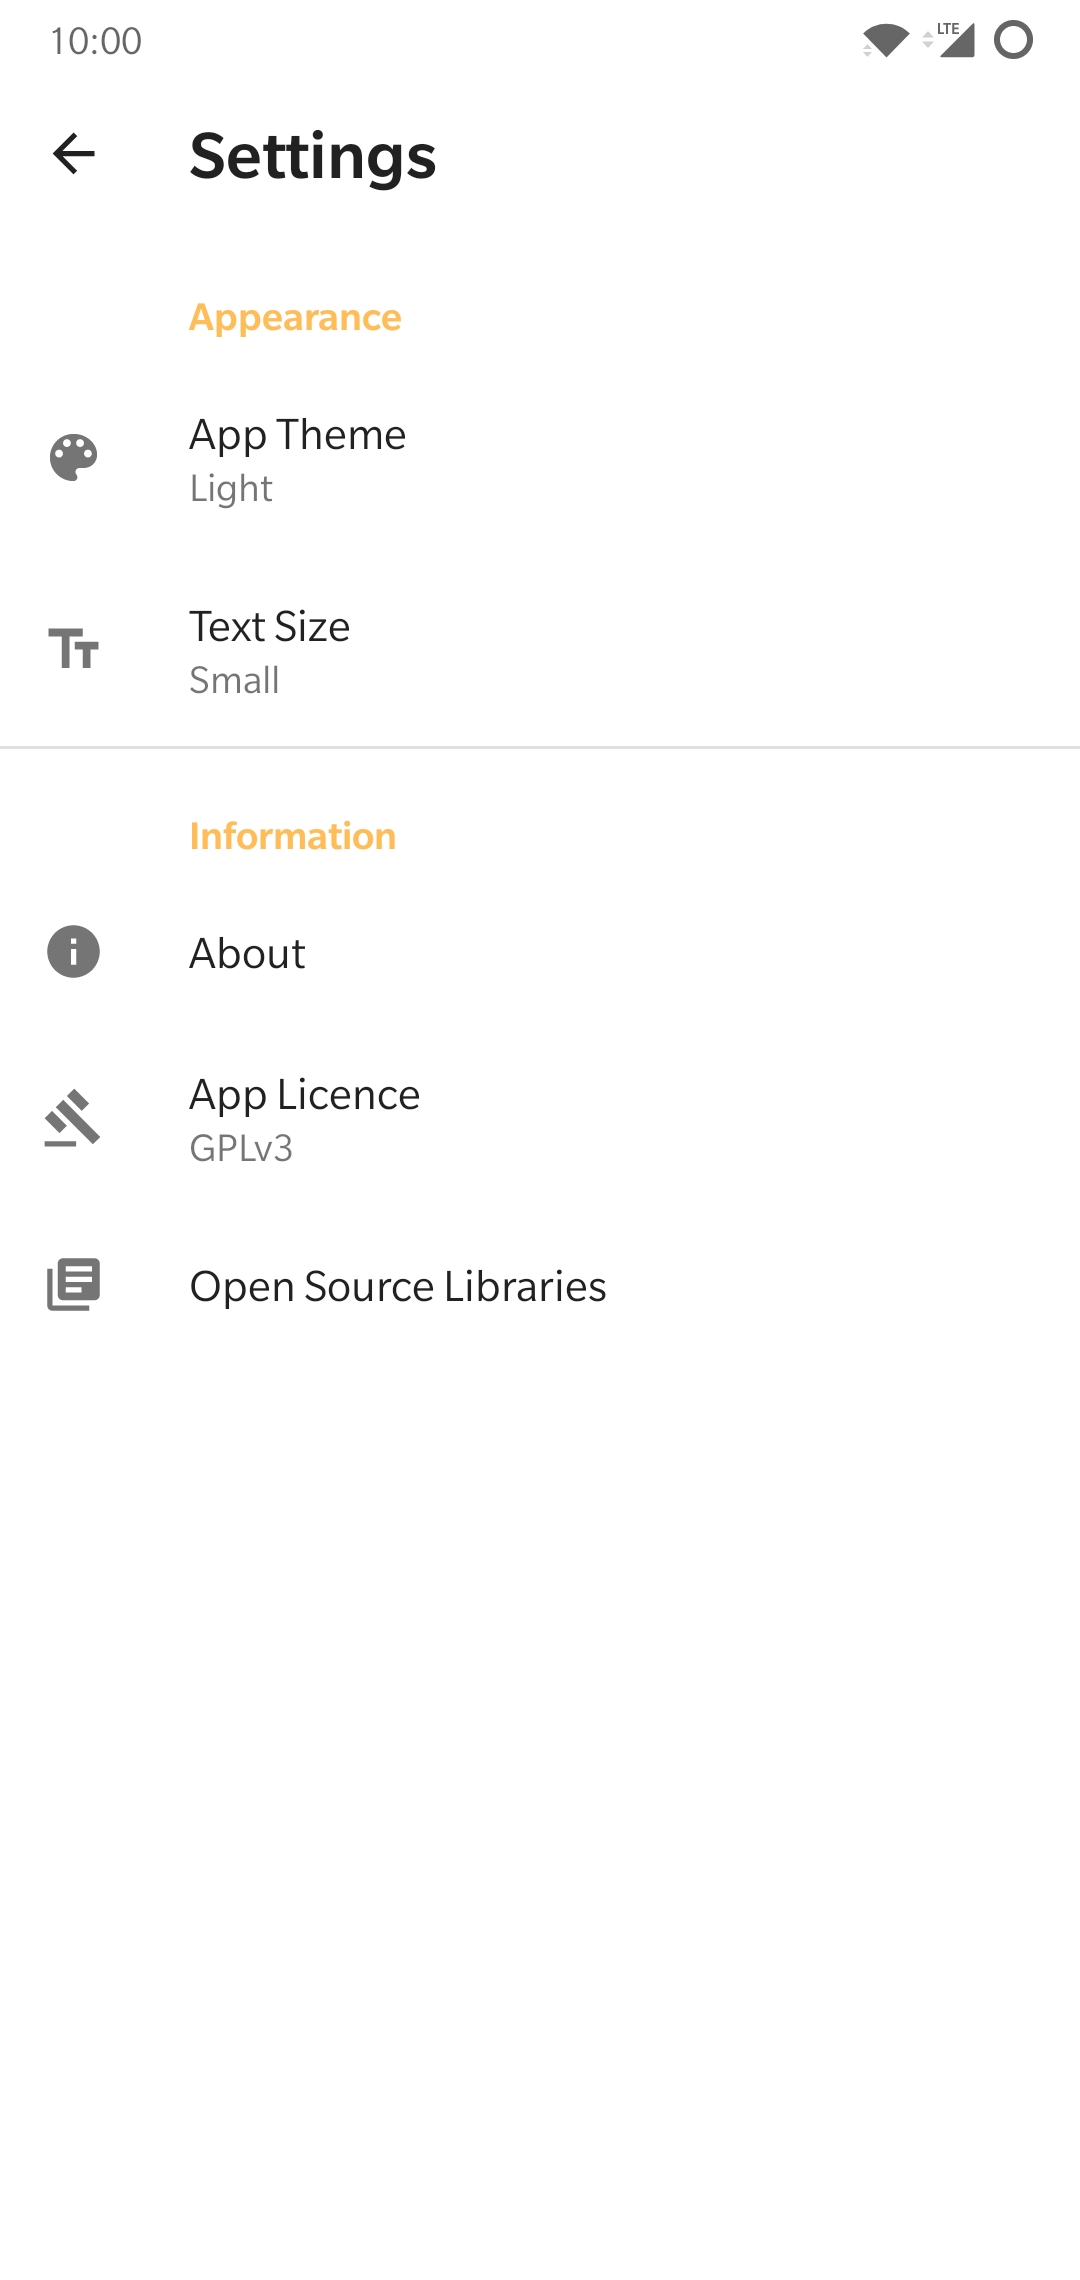 10:00
LTE
Settings
Appearance
App Theme
Light
Text Size
Small
Information
About
App Licence
GPLv3
Open Source Libraries